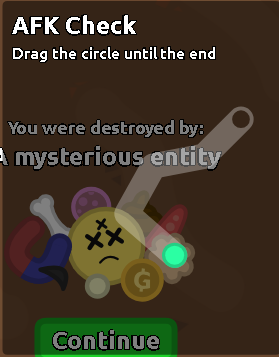 AFK Check
Drag the circle until the end
You were destroyed by:
A mysterious entity
G
Continue